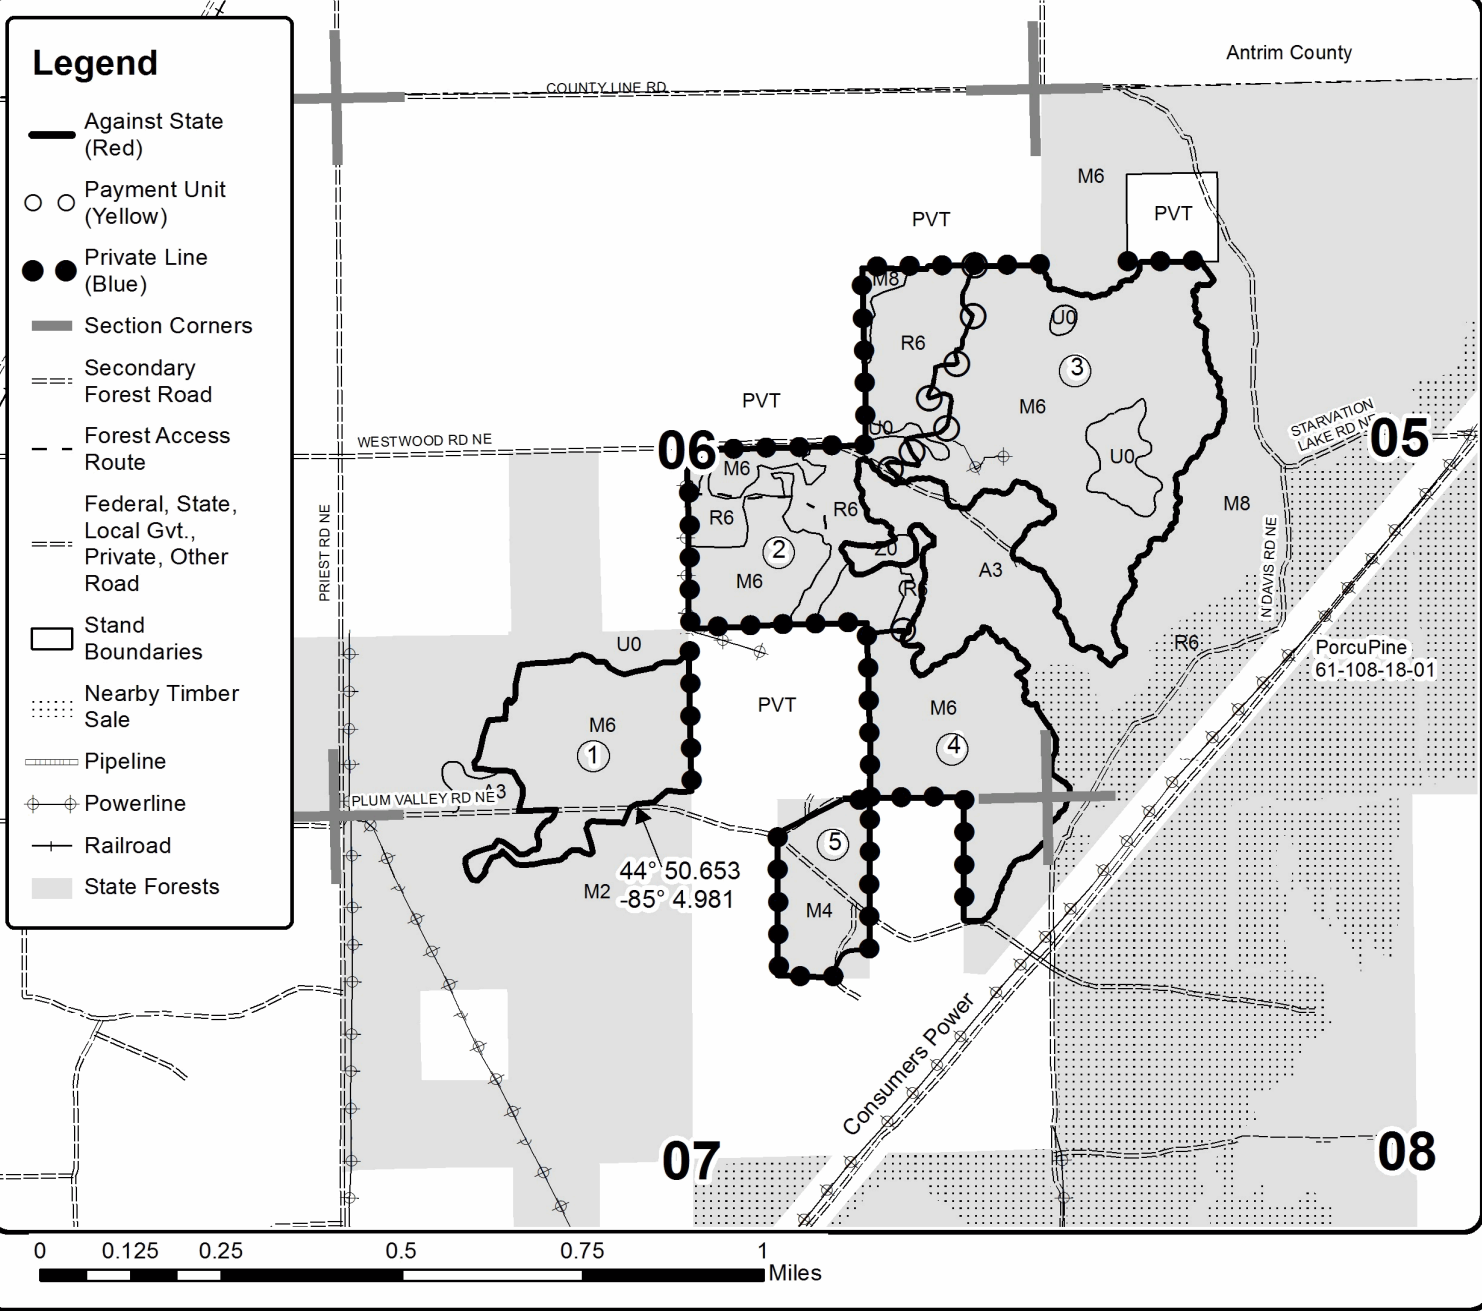 Legend
Against State
(Red)
Payment Unit
(Yellow)
Private Line
(Blue)
Section Corners
Secondary
Forest Road
Forest Access
Route
Federal, State,
Local Gvt.,
Private, Other
Road
Stand
Boundaries
Nearby Timber
Sale
Pipeline
Powerline
Railroad
State Forests
Antrim County
COUNTY LINE RD
M6
PVT
PVT
M8
U0
R6
3
PVT
M6
U0
STARVATION
LAKE RD NE
05
WESTWOOD RD NE
06
M6
U0
M8
R6
R6
PRIEST RD NE
2
Z0
A3
N DAVIS RD NE
M6
R6
U0
R6
PorcuPine
61-108-18-01
PVT
M6
M6
1
4
A3
PLUM VALLEY RD NE
5
44° 50.653
-85° 4.981
M2
M4
Consumers Power
07
08
0
0.125
0.25
0.5
0.75
1
Miles